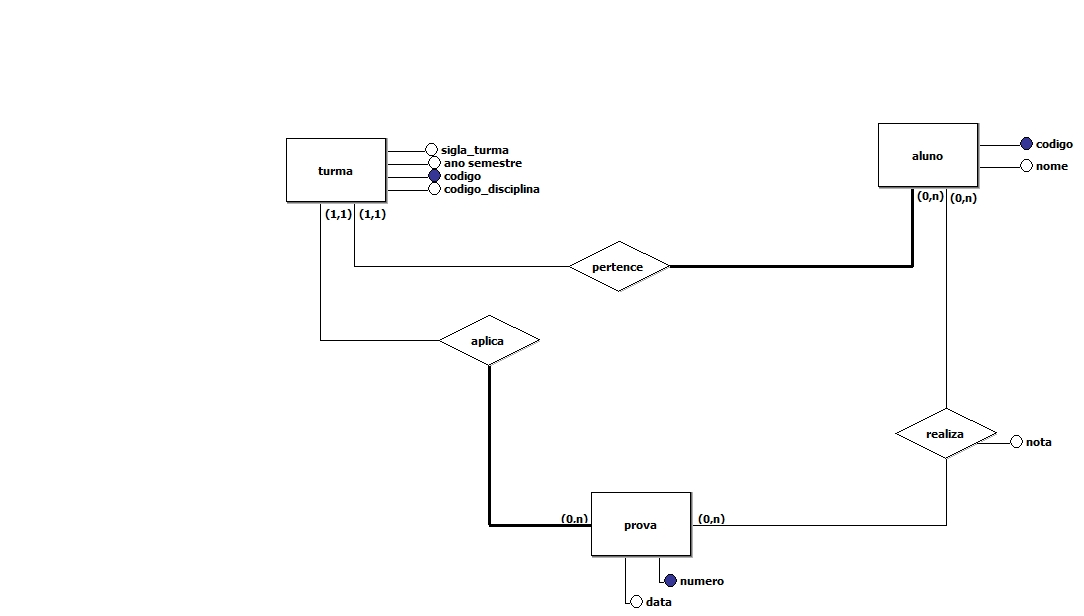 turma
sigla_turma
ano semestre
codigo
codigo_disciplina
(1,1)
(1,1)
aluno
codigo
nome
(0,n)
(0,n)
pertence
aplica
realiza
nota
(0,n)
prova
(0,n)
numero
data